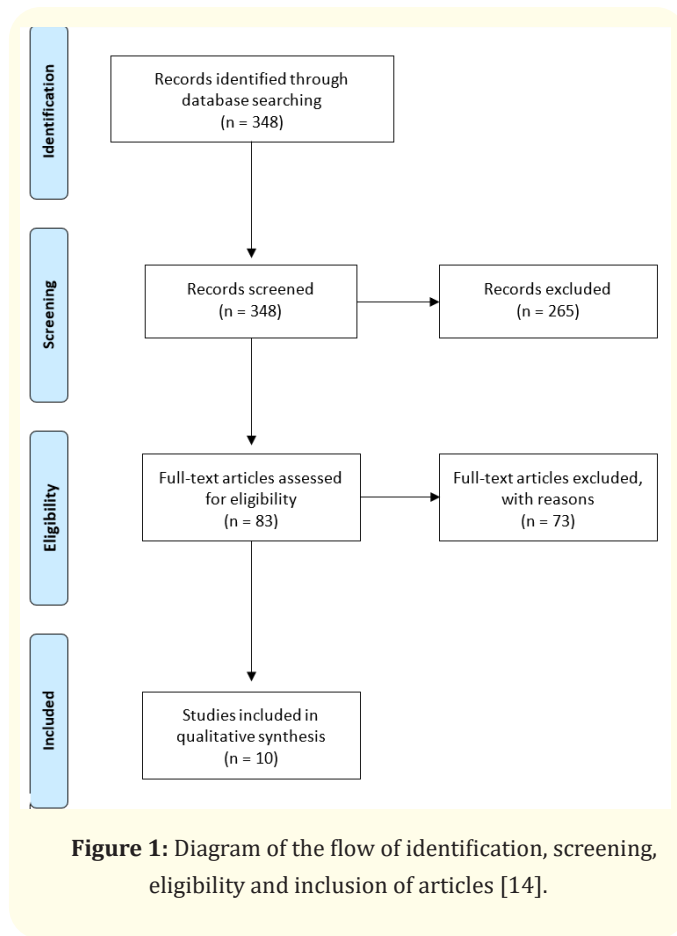 Identification
Records identified through
database searching
(n = 348)
Screening
Records screened
(n = 348)
Records excluded
(n = 265)
Eligibility
Full-text articles assessed
for eligibility
(n = 83)
Full-text articles excluded,
with reasons
(n = 73)
Included
Studies included in
qualitative synthesis
(n = 10)
Figure 1: Diagram of the flow of identification, screening,
eligibility and inclusion of articles [14].